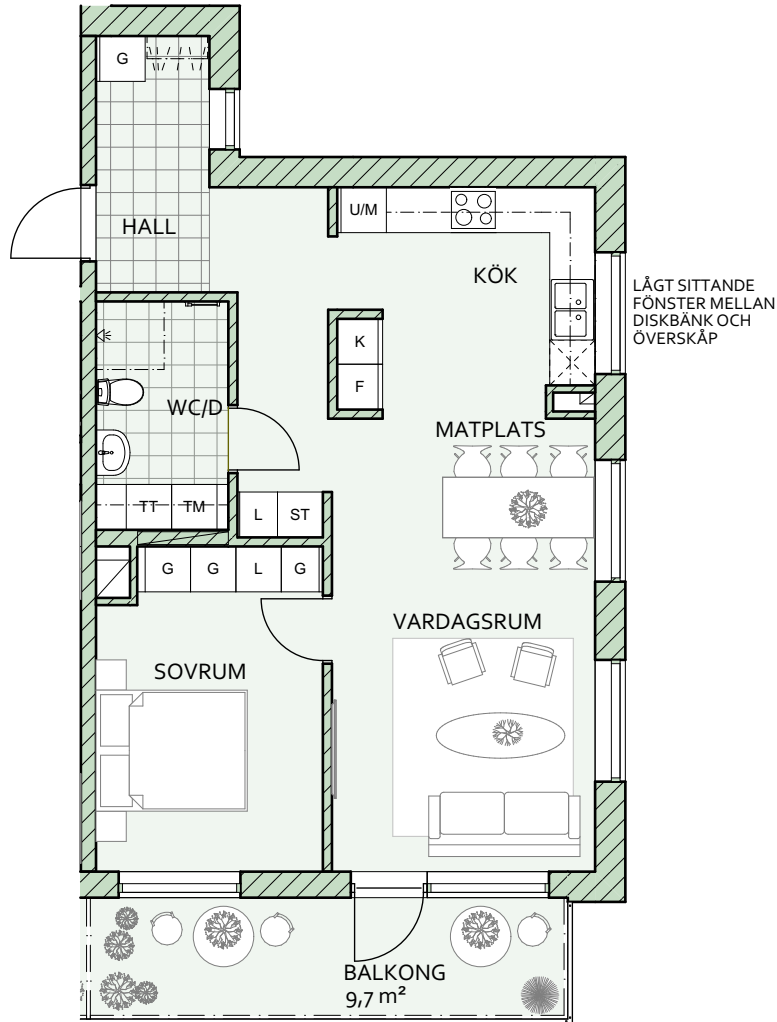 G
HALL
U/M
KÖK
LÅGT SITTANDE
FÖNSTER MELLAN
DISKBÄNK OCH
ÖVERSKÅP
K
F
WC/D
MATPLATS
TT TM
L ST
G G L G
VARDAGSRUM
SOVRUM
BALKONG
9,7 m²